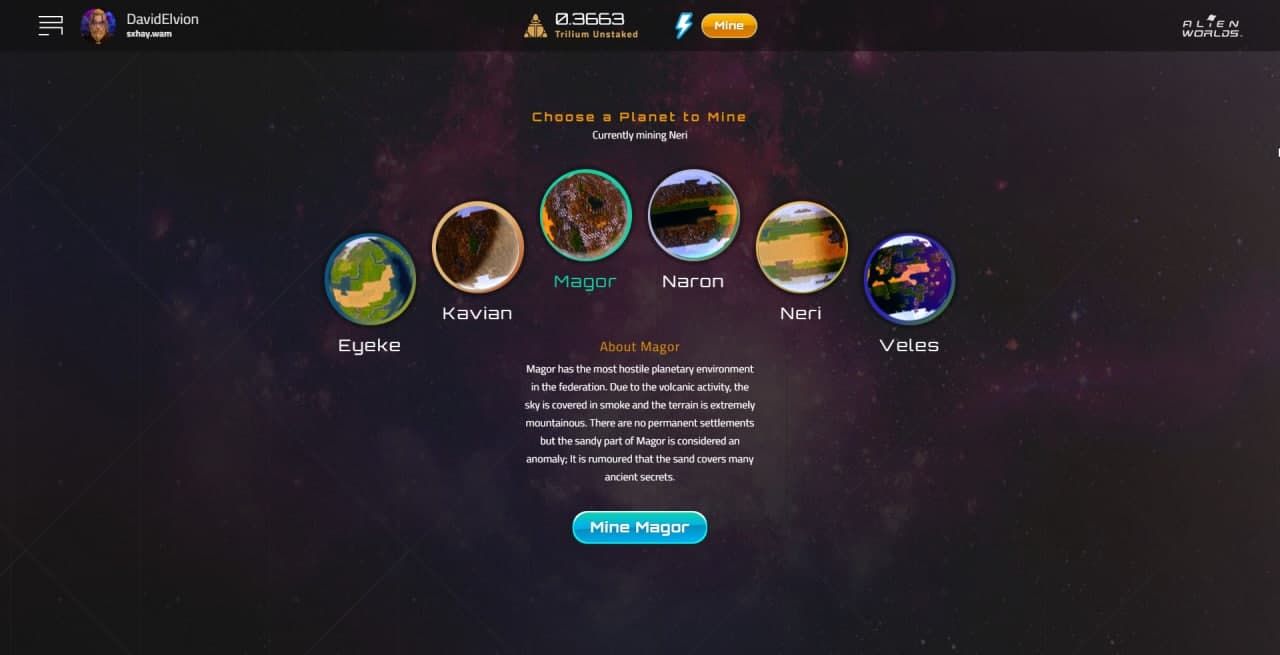 DavidElvion
sxhay.wam
0.3663
Trilium Unstaked
Mine
ALIEN
WORLDS
Choose a Planet to Mine
Currently mining Neri
Eyeke
Kavian
Magor
Naron
Neri
Veles
About Magor
Magor has the most hostile planetary environment
in the federation. Due to the volcanic activity, the
sky is covered in smoke and the terrain is extremely
mountainous. There are no permanent settlements
but the sandy part of Magor is considered an
anomaly; It is rumoured that the sand covers many
ancient secrets.
Mine Magor